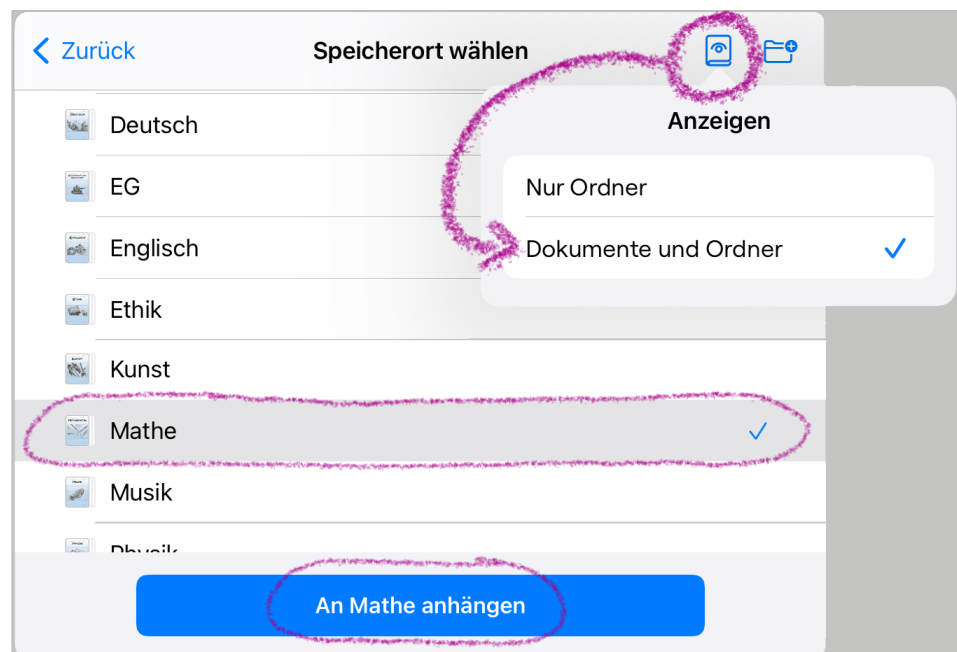 Zurück
Speicherort wählen
Anzeigen
Nur Ordner
Dokumente und Ordner
Deutsch
EG
Englisch
Ethik
Kunst
Mathe
Musik
Physik
An Mathe anhängen